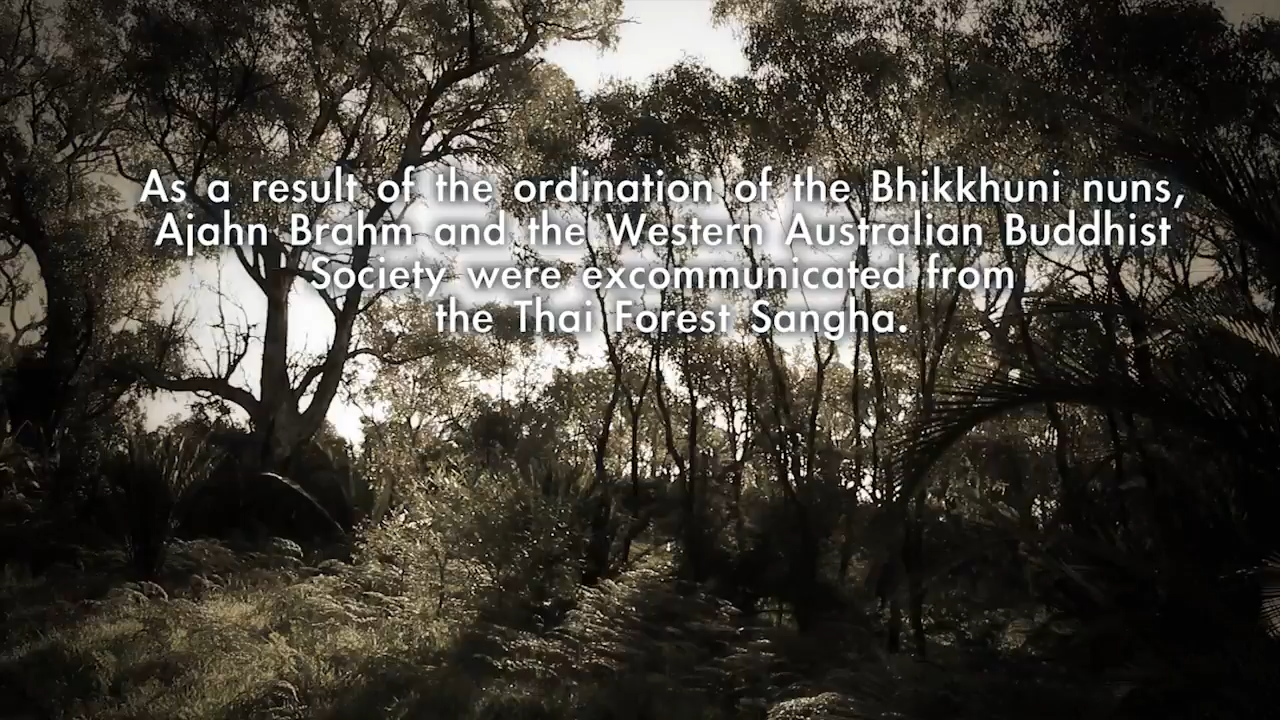 As a result of the ordination of the Bhikkhuni nuns,
Ajahn Brahm and the Western Australian Buddhist
Society were excommunicated from
the Thai Forest Sangha.